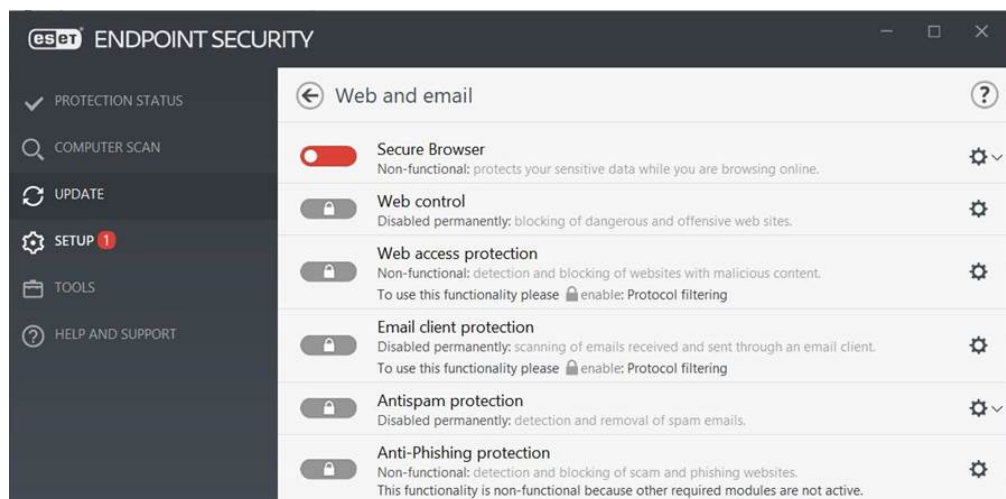 eset ENDPOINT SECURITY
PROTECTION STATUS
COMPUTER SCAN
UPDATE
SETUP 1
TOOLS
HELP AND SUPPORT
Web and email
?
Secure Browser
Non-functional: protects your sensitive data while you are browsing online.
Web control
Disabled permanently: blocking of dangerous and offensive web sites.
Web access protection
Non-functional: detection and blocking of websites with malicious content.
To use this functionality please enable: Protocol filtering
Email client protection
Disabled permanently: scanning of emails received and sent through an email client.
To use this functionality please enable: Protocol filtering
Antispam protection
Disabled permanently: detection and removal of spam emails.
Anti-Phishing protection
Non-functional: detection and blocking of scam and phishing websites.
This functionality is non-functional because other required modules are not active.